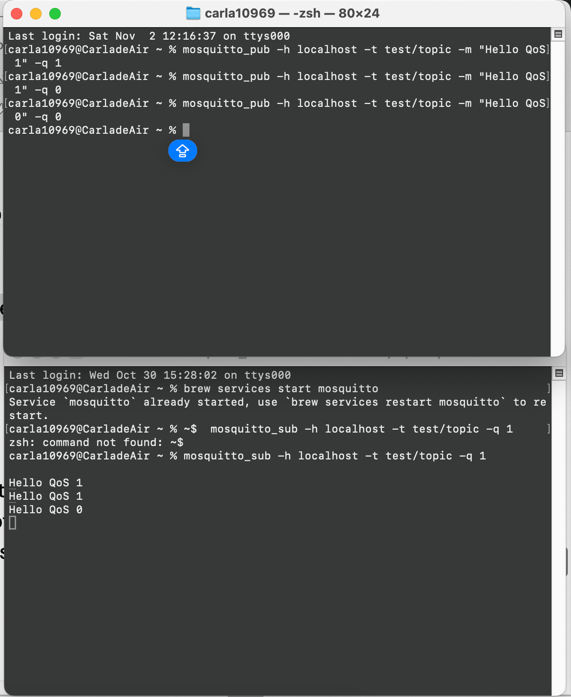 carla10969 — -zsh — 80×24
Last login: Sat Nov  2 12:16:37 on ttys000
[carla10969@CarladeAir ~ % mosquitto_pub -h localhost -t test/topic -m "Hello QoS]
 1" -q 1
[carla10969@CarladeAir ~ % mosquitto_pub -h localhost -t test/topic -m "Hello QoS]
 1" -q 0
[carla10969@CarladeAir ~ % mosquitto_pub -h localhost -t test/topic -m "Hello QoS]
 0" -q 0
carla10969@CarladeAir ~ %
Last login: Wed Oct 30 15:28:02 on ttys000
[carla10969@CarladeAir ~ % brew services start mosquitto ]
Service `mosquitto` already started, use `brew services restart mosquitto` to re
start.
[carla10969@CarladeAir ~ % ~$  mosquitto_sub -h localhost -t test/topic -q 1 ]
zsh: command not found: ~$
carla10969@CarladeAir ~ % mosquitto_sub -h localhost -t test/topic -q 1
Hello QoS 1
Hello QoS 1
Hello QoS 0